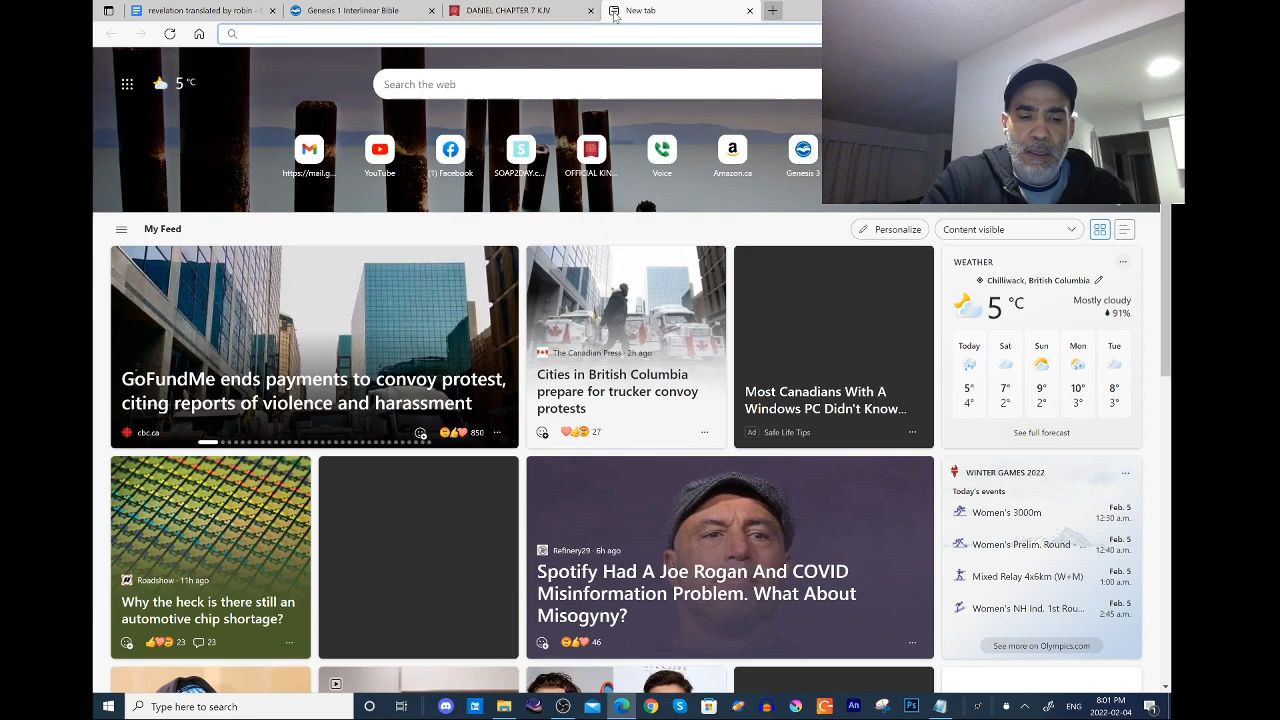 revelation translated by robin -
Genesis 1 Interlinear Bible
DANIEL CHAPTER 7 KJV
New tab
5 °C
Search the web
https://mail.g...
YouTube
(1) Facebook
SOAP2DAY.c...
OFFICIAL KIN...
Voice
Amazon.ca
Genesis 3
My Feed
Personalize
Content visible
GoFundMe ends payments to convoy protest,
citing reports of violence and harassment
cbc.ca
850
The Canadian Press · 2h ago
Cities in British Columbia
prepare for trucker convoy
protests
27
Most Canadians With A
Windows PC Didn't Know...
Ad Safe Life Tips
WEATHER
Chilliwack, British Columbia
5 °C
Mostly cloudy
91%
Today Sat Sun Mon Tue
5° 7° 9° 10° 8°
4° 2° 2° 3° 3°
See full forecast
Roadshow · 11h ago
Why the heck is there still an
automotive chip shortage?
23 23
Refinery29 · 6h ago
Spotify Had A Joe Rogan And COVID
Misinformation Problem. What About
Misogyny?
46
WINTER GAMES 2022
Today's events
Women's 3000m Feb. 5
12:30 a.m.
Women's Prelim. Round - ... Feb. 5
12:40 a.m.
Mixed Relay 4x6km (W+M) Feb. 5
1:00 a.m.
Women's NH Ind. 1st Rou... Feb. 5
2:45 a.m.
See more on Olympics.com
Type here to search
An
Ps
8:01 PM
2022-02-04
1